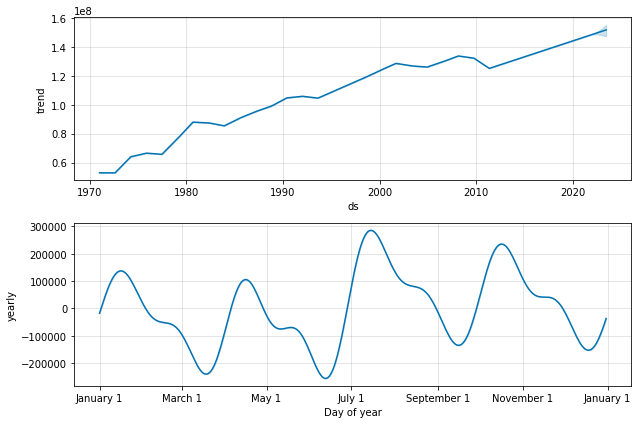 1e8
1.6
1.4
1.2
1.0
0.8
0.6
trend
1970 1980 1990 2000 2010 2020
ds
300000
200000
100000
0
−100000
−200000
yearly
January 1 March 1 May 1 July 1 September 1 November 1 January 1
Day of year